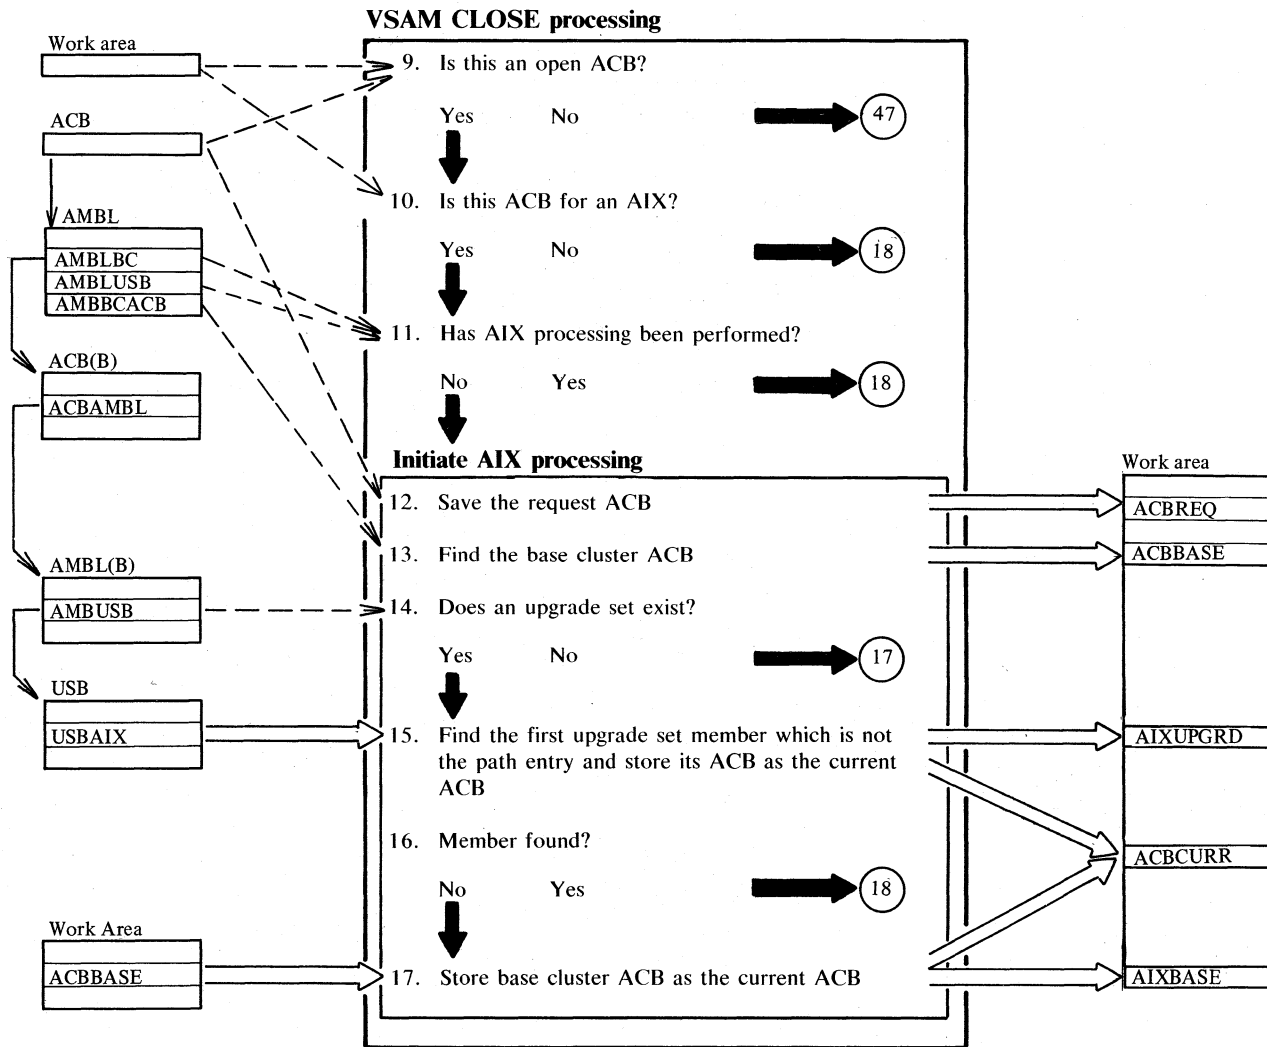 VSAM CLOSE processing
Work area
9. Is this an open ACB?
Yes No 47
ACB
10. Is this ACB for an AIX?
AMBL
Yes No 18
AMBLBC
AMBLUSB
AMBBCACB
11. Has AIX processing been performed?
ACB(B)
No Yes 18
ACBAMBL
Initiate AIX processing
Work area
12. Save the request ACB
ACBREQ
13. Find the base cluster ACB
ACBBASE
AMBL(B)
14. Does an upgrade set exist?
AMBUSB
Yes No 17
USB
USBAIX
15. Find the first upgrade set member which is not
the path entry and store its ACB as the current
ACB
AIXUPGRD
16. Member found?
ACBCURR
No Yes 18
Work Area
ACBBASE
17. Store base cluster ACB as the current ACB
AIXBASE